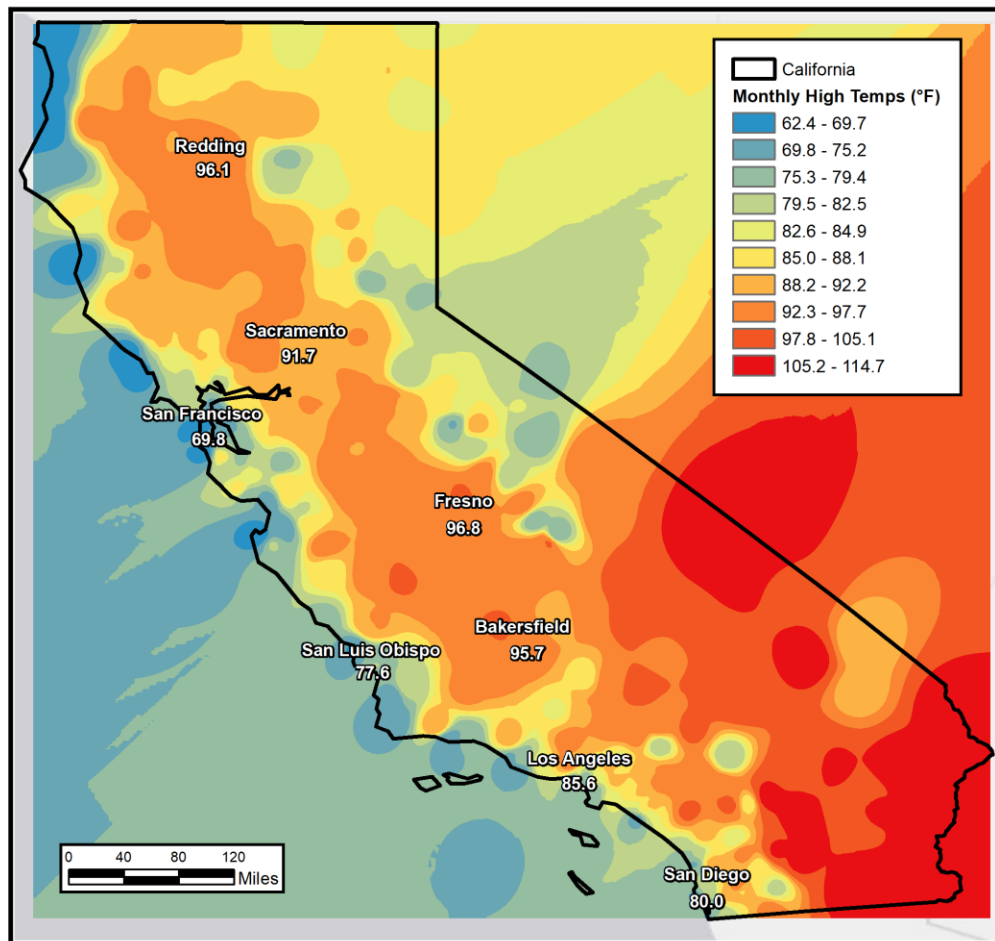 California
Monthly High Temps (°F)
62.4 - 69.7
69.8 - 75.2
75.3 - 79.4
79.5 - 82.5
82.6 - 84.9
85.0 - 88.1
88.2 - 92.2
92.3 - 97.7
97.8 - 105.1
105.2 - 114.7
Redding
96.1
Sacramento
91.7
San Francisco
69.8
Fresno
96.8
Bakersfield
95.7
San Luis Obispo
77.6
Los Angeles
85.6
San Diego
80.0
0 40 80 120
Miles